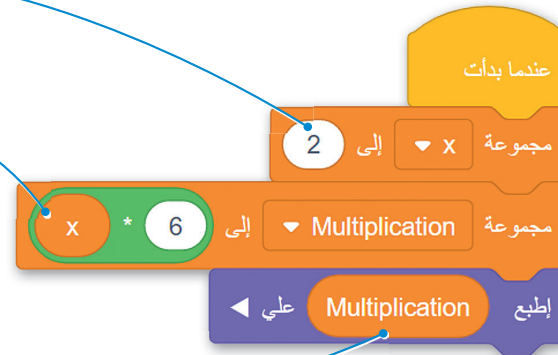 عندما بدأت
مجموعة x إلى 2
مجموعة Multiplication إلى 6 * x
إطبع Multiplication علي